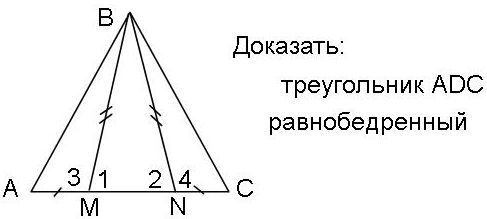 B
Доказать:
треугольник ADC
равнобедренный
A 3 1 2 4 C
M N